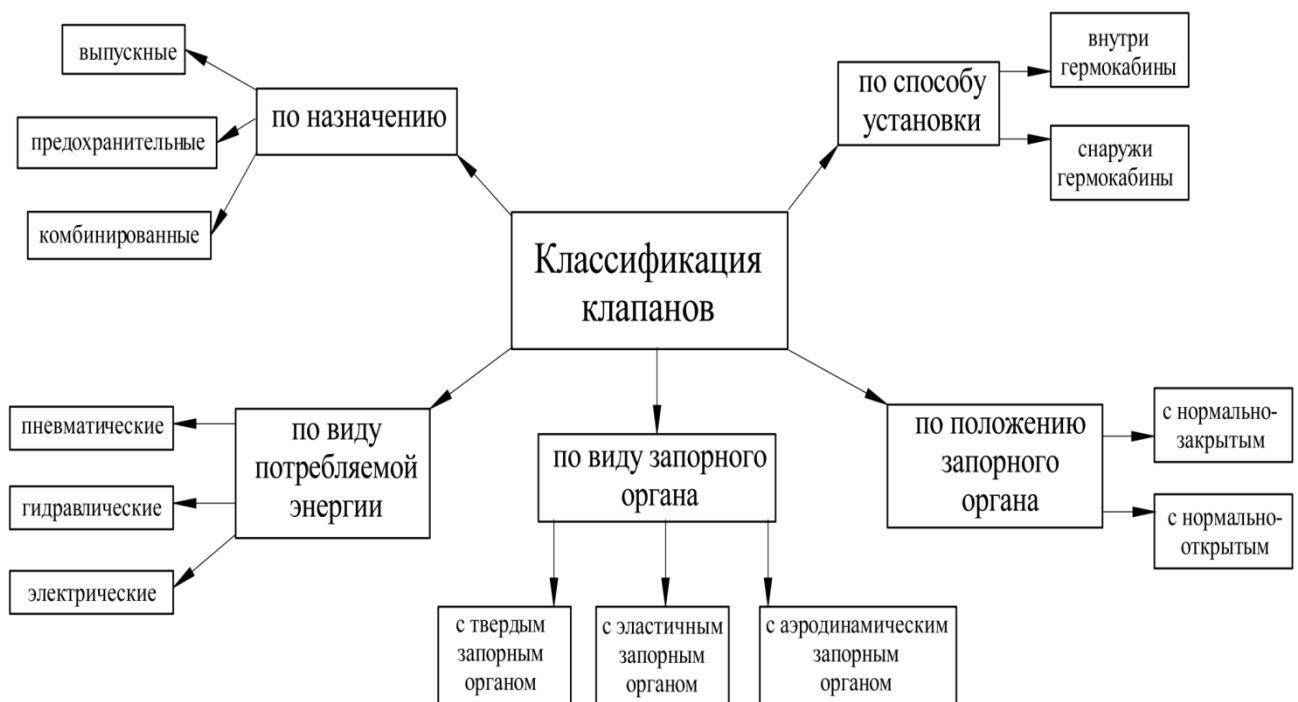 Классификация
клапанов
по назначению
выпускные
предохранительные
комбинированные
по способу
установки
внутри
гермокабины
снаружи
гермокабины
по виду
потребляемой
энергии
пневматические
гидравлические
электрические
по виду запорного
органа
с твердым
запорным
органом
с эластичным
запорным
органом
с аэродинамическим
запорным
органом
по положению
запорного
органа
с нормально-
закрытым
с нормально-
открытым